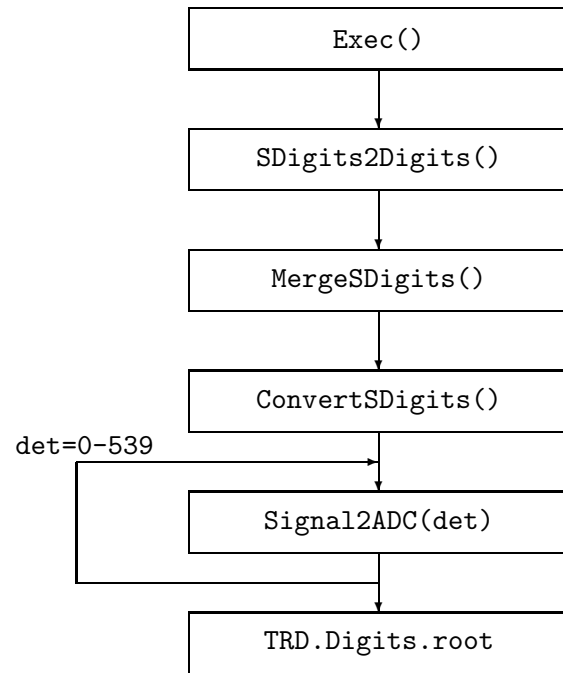 Exec()
SDigits2Digits()
MergeSDigits()
ConvertSDigits()
det=0-539
Signal2ADC(det)
TRD.Digits.root